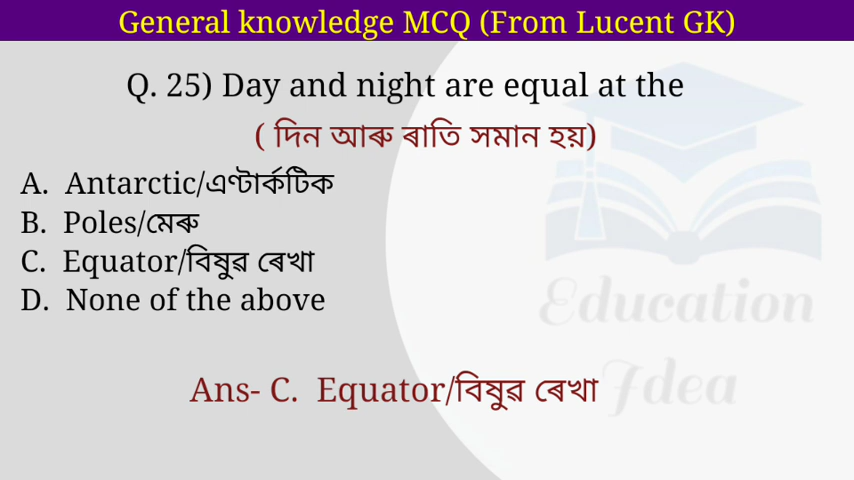 General knowledge MCQ (From Lucent GK)
Q. 25) Day and night are equal at the
( দিন আৰু ৰাতি সমান হয়)
A. Antarctic/এণ্টাৰ্কটিক
B. Poles/মেৰু
C. Equator/বিষুৱ ৰেখা
D. None of the above
Education
Idea
Ans- C. Equator/বিষুৱ ৰেখা